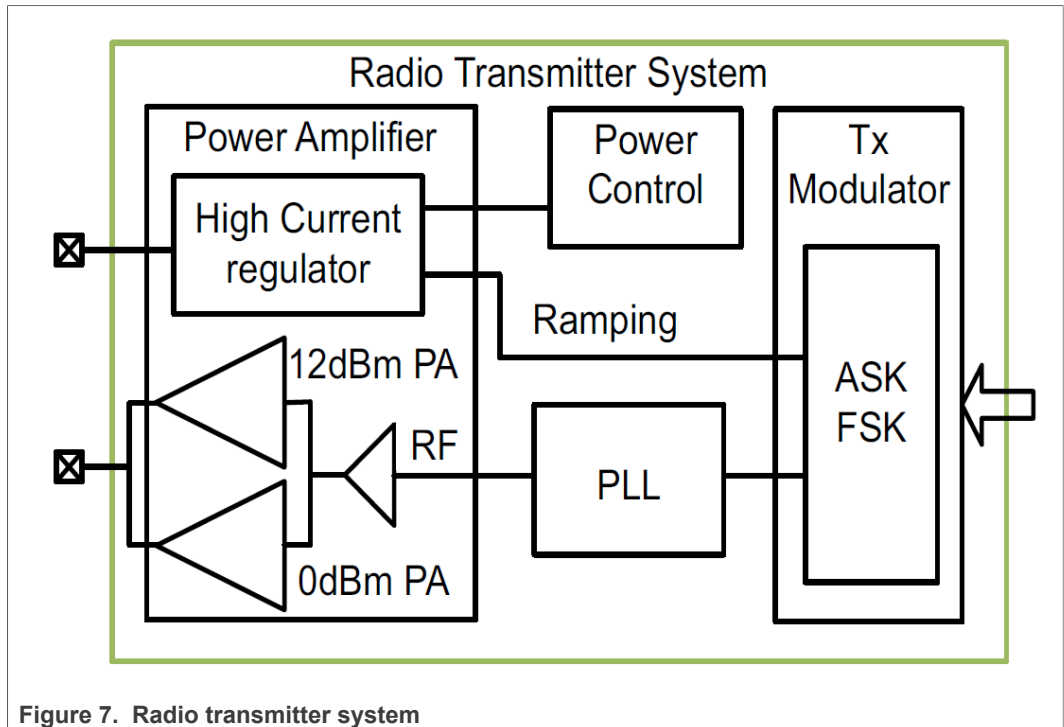 Radio Transmitter System
Power Amplifier
High Current
regulator
Power
Control
Tx
Modulator
Ramping
12dBm PA
ASK
FSK
RF
PLL
0dBm PA
Figure 7. Radio transmitter system